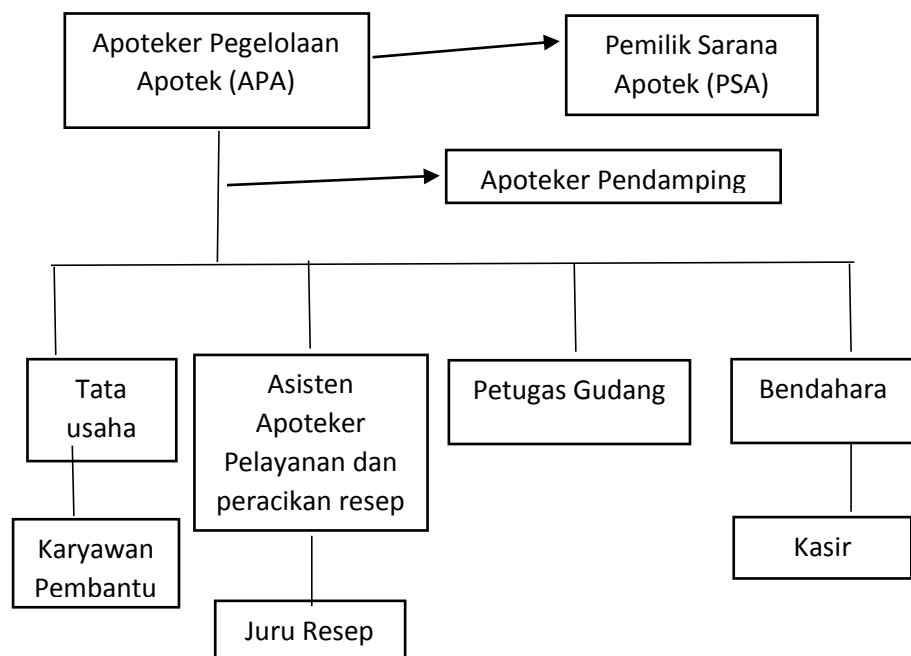 Apoteker Pegelolaan
Apotek (APA)
Pemilik Sarana
Apotek (PSA)
Apoteker Pendamping
Tata
usaha
Asisten
Apoteker
Pelayanan dan
peracikan resep
Petugas Gudang
Bendahara
Karyawan
Pembantu
Juru Resep
Kasir